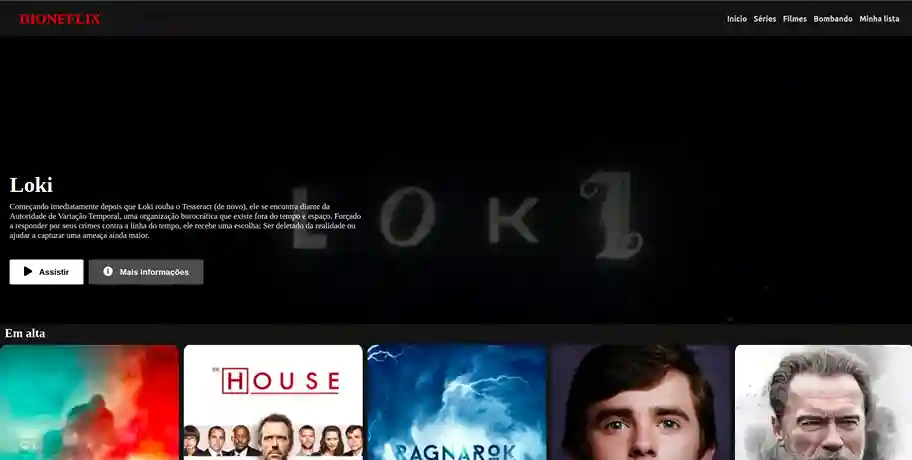 DIONEFLIX
Início Séries Filmes Bombando Minha lista
LOKI
Loki
Começando imediatamente depois que Loki rouba o Tesseract (de novo), ele se encontra diante da
Autoridade de Variação Temporal, uma organização burocrática que existe fora do tempo e espaço. Forçado
a responder por seus crimes contra a linha do tempo, ele recebe uma escolha: Ser deletado da realidade ou
ajudar a capturar uma ameaça ainda maior.
Assistir Mais informações
Em alta
HOUSE
RAGNAROK